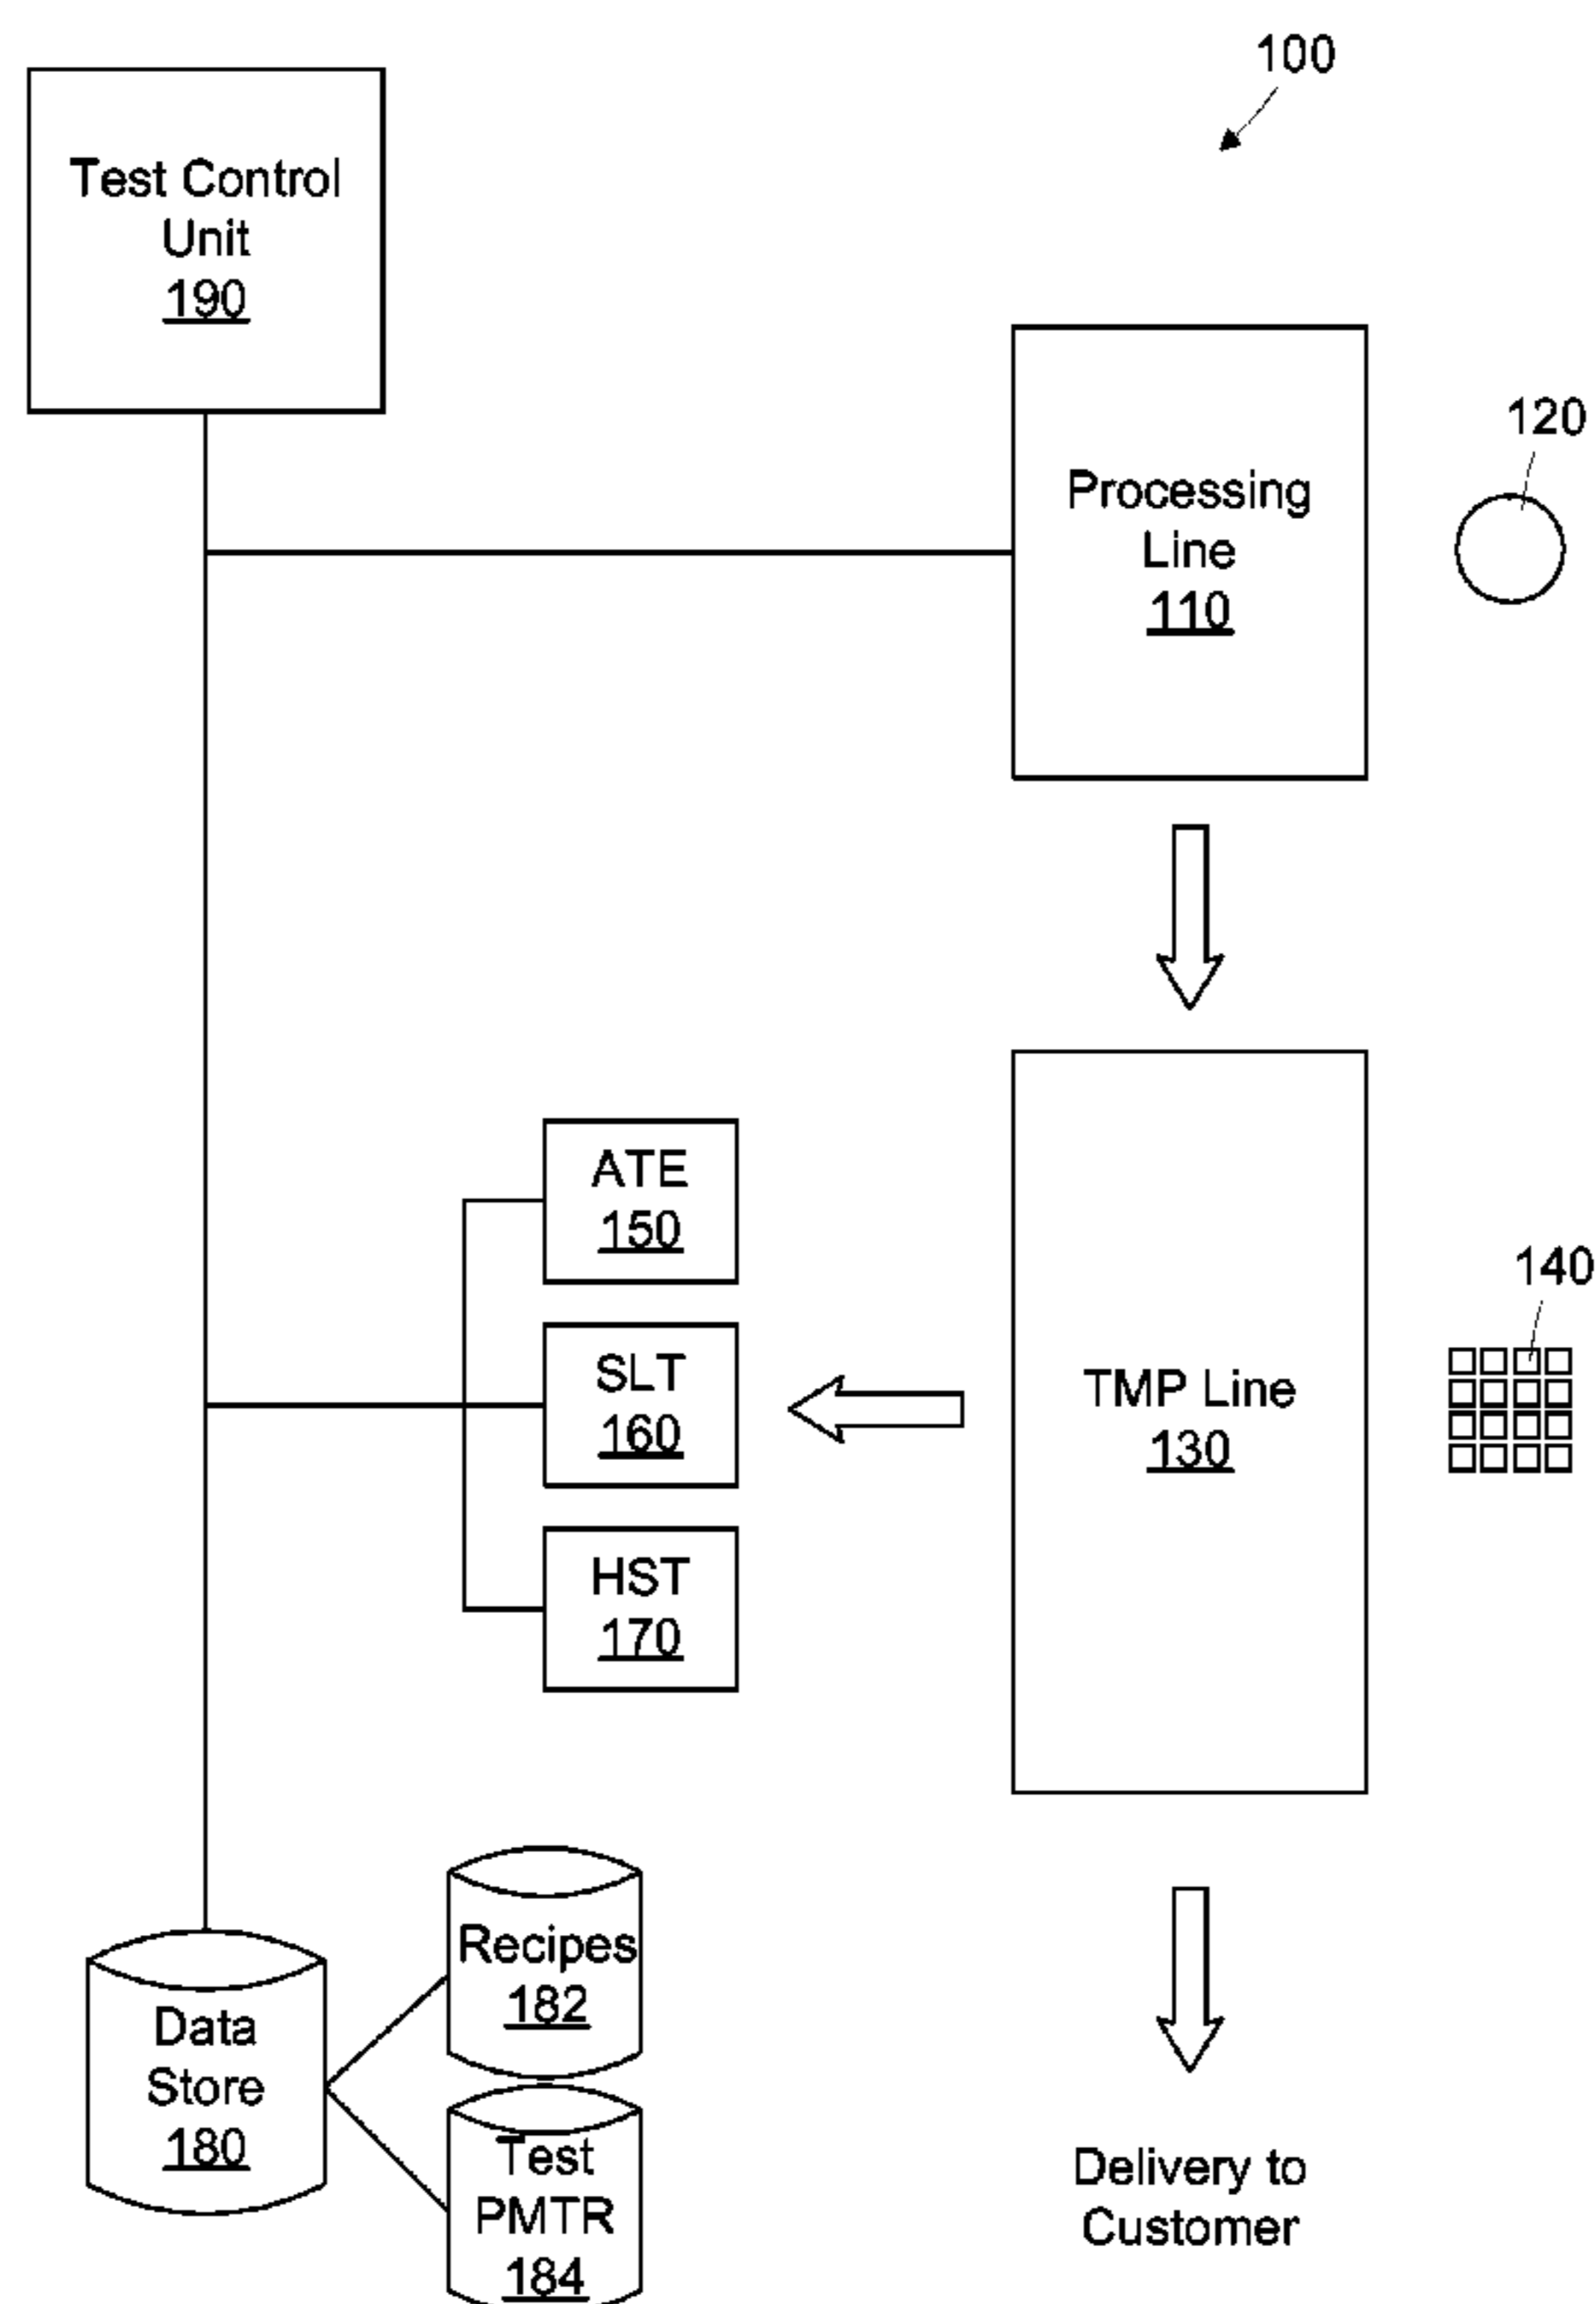 100
Test Control
Unit
190
Processing
Line
110
120
ATE
150
SLT
160
HST
170
TMP Line
130
140
Recipes
182
Data
Store
180
Test
PMTR
184
Delivery to
Customer